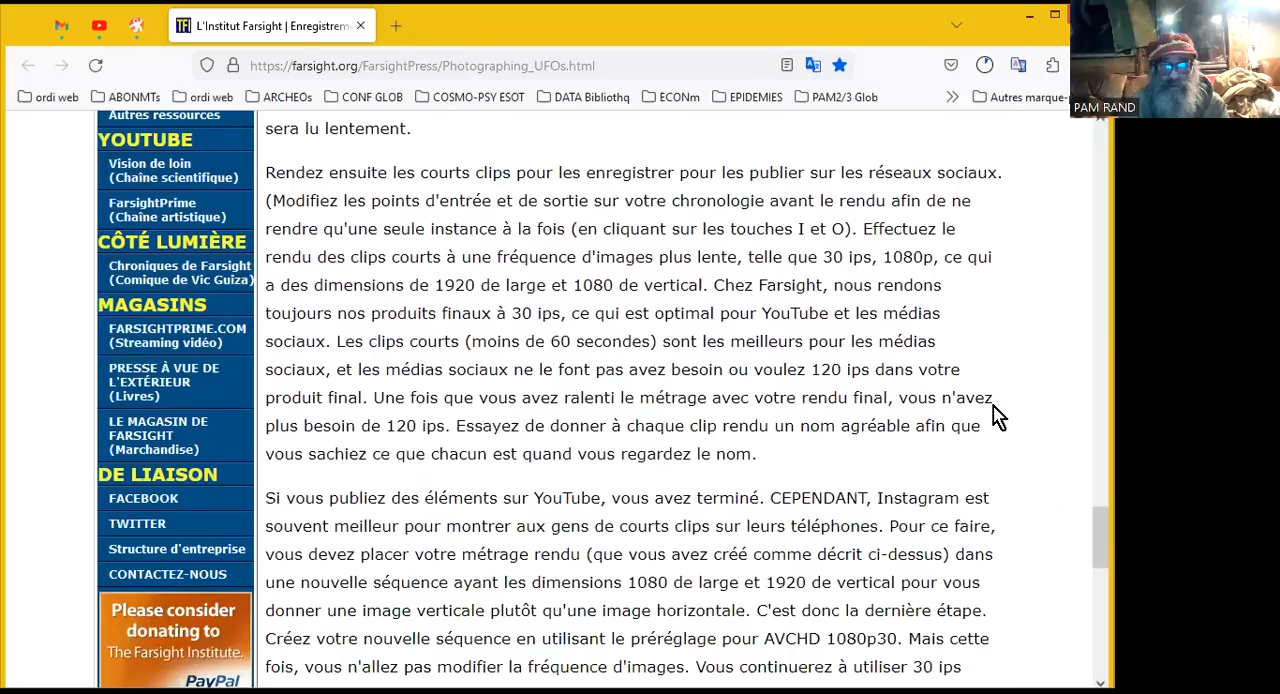 L'Institut Farsight | Enregistrem
https://farsight.org/FarsightPress/Photographing_UFOs.html
ordi web
ABONMTs
ordi web
ARCHEOs
CONF GLOB
COSMO-PSY ESOT
DATA Bibliothq
ECONm
EPIDEMIES
PAM2/3 Glob
Autres marque-
PAM RAND
Autres ressources
YOUTUBE
Vision de loin
(Chaîne scientifique)
FarsightPrime
(Chaîne artistique)
CÔTÉ LUMIÈRE
Chroniques de Farsight
(Comique de Vic Guiza)
MAGASINS
FARSIGHTPRIME.COM
(Streaming vidéo)
PRESSE À VUE DE
L'EXTÉRIEUR
(Livres)
LE MAGASIN DE
FARSIGHT
(Marchandise)
DE LIAISON
FACEBOOK
TWITTER
Structure d'entreprise
CONTACTEZ-NOUS
Please consider
donating to
The Farsight Institute.
PayPal
sera lu lentement.
Rendez ensuite les courts clips pour les enregistrer pour les publier sur les réseaux sociaux.
(Modifiez les points d'entrée et de sortie sur votre chronologie avant le rendu afin de ne
rendre qu'une seule instance à la fois (en cliquant sur les touches I et O). Effectuez le
rendu des clips courts à une fréquence d'images plus lente, telle que 30 ips, 1080p, ce qui
a des dimensions de 1920 de large et 1080 de vertical. Chez Farsight, nous rendons
toujours nos produits finaux à 30 ips, ce qui est optimal pour YouTube et les médias
sociaux. Les clips courts (moins de 60 secondes) sont les meilleurs pour les médias
sociaux, et les médias sociaux ne le font pas avez besoin ou voulez 120 ips dans votre
produit final. Une fois que vous avez ralenti le métrage avec votre rendu final, vous n'avez
plus besoin de 120 ips. Essayez de donner à chaque clip rendu un nom agréable afin que
vous sachiez ce que chacun est quand vous regardez le nom.
Si vous publiez des éléments sur YouTube, vous avez terminé. CEPENDANT, Instagram est
souvent meilleur pour montrer aux gens de courts clips sur leurs téléphones. Pour ce faire,
vous devez placer votre métrage rendu (que vous avez créé comme décrit ci-dessus) dans
une nouvelle séquence ayant les dimensions 1080 de large et 1920 de vertical pour vous
donner une image verticale plutôt qu'une image horizontale. C'est donc la dernière étape.
Créez votre nouvelle séquence en utilisant le préréglage pour AVCHD 1080p30. Mais cette
fois, vous n'allez pas modifier la fréquence d'images. Vous continuerez à utiliser 30 ips